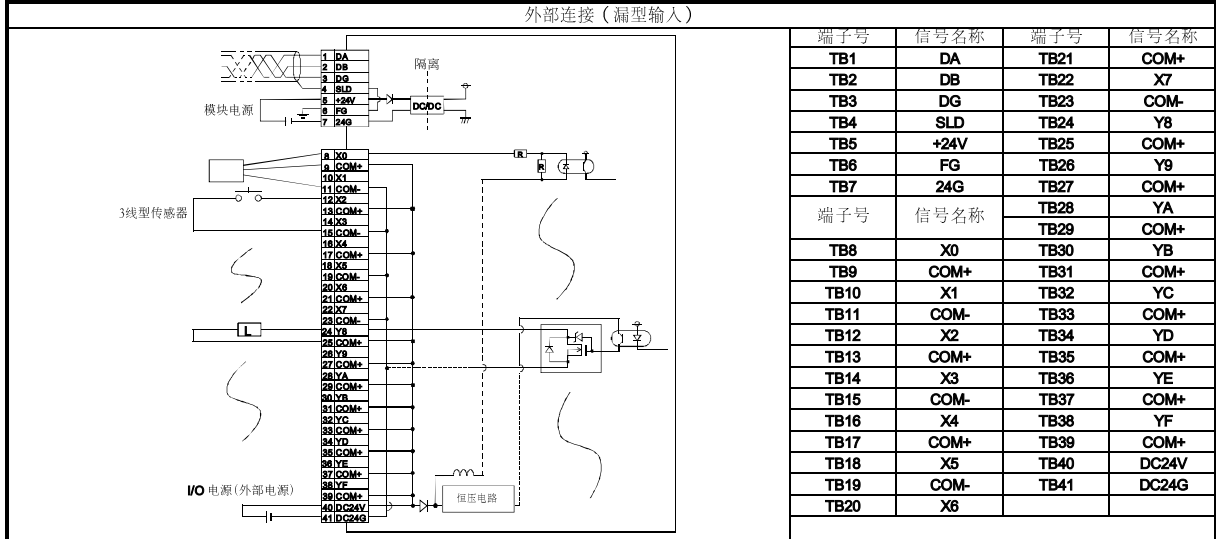 外部连接（漏型输入）
1 DA
2 DB
3 DG
4 SLD
5 +24V
6 FG
7 24G
模块电源
隔离
DC/DC
8 X0
9 COM+
10 X1
11 COM-
12 X2
13 COM+
14 X3
15 COM-
16 X4
17 COM+
18 X5
19 COM-
20 X6
21 COM+
22 X7
23 COM-
24 Y8
25 COM+
26 Y9
27 COM+
28 YA
29 COM+
30 YB
31 COM+
32 YC
33 COM+
34 YD
35 COM+
36 YE
37 COM+
38 YF
39 COM+
40 DC24V
41 DC24G
3线型传感器
L
I/O 电源(外部电源)
R
R
恒压电路
端子号 信号名称 端子号 信号名称
TB1 DA TB21 COM+
TB2 DB TB22 X7
TB3 DG TB23 COM-
TB4 SLD TB24 Y8
TB5 +24V TB25 COM+
TB6 FG TB26 Y9
TB7 24G TB27 COM+
端子号 信号名称 TB28 YA
TB29 COM+
TB8 X0 TB30 YB
TB9 COM+ TB31 COM+
TB10 X1 TB32 YC
TB11 COM- TB33 COM+
TB12 X2 TB34 YD
TB13 COM+ TB35 COM+
TB14 X3 TB36 YE
TB15 COM- TB37 COM+
TB16 X4 TB38 YF
TB17 COM+ TB39 COM+
TB18 X5 TB40 DC24V
TB19 COM- TB41 DC24G
TB20 X6